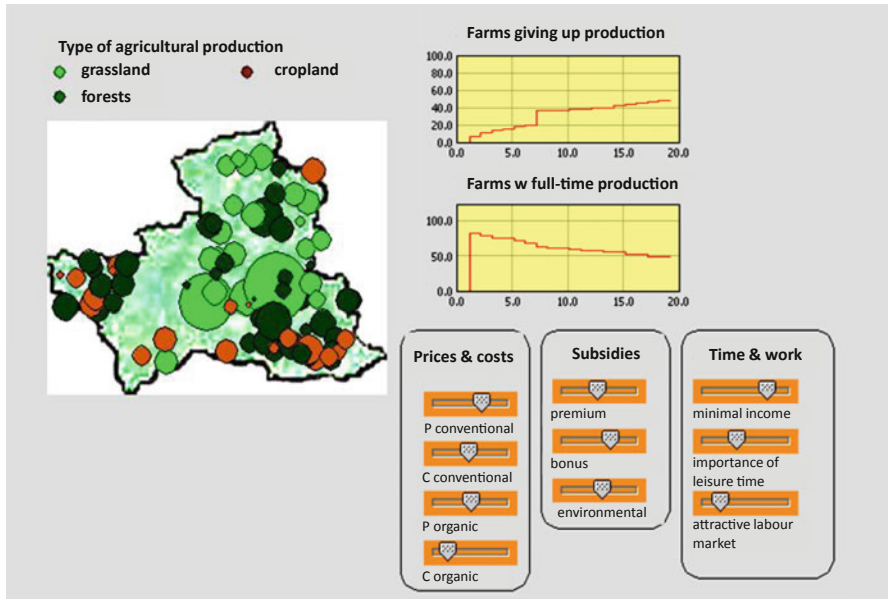 Type of agricultural production
grassland
cropland
forests
Farms giving up production
100.0
80.0
60.0
40.0
20.0
0.0
0.0 5.0 10.0 15.0 20.0
Farms w full-time production
100.0
50.0
0.0
0.0 5.0 10.0 15.0 20.0
Prices & costs
P conventional
C conventional
P organic
C organic
Subsidies
premium
bonus
environmental
Time & work
minimal income
importance of
leisure time
attractive labour
market